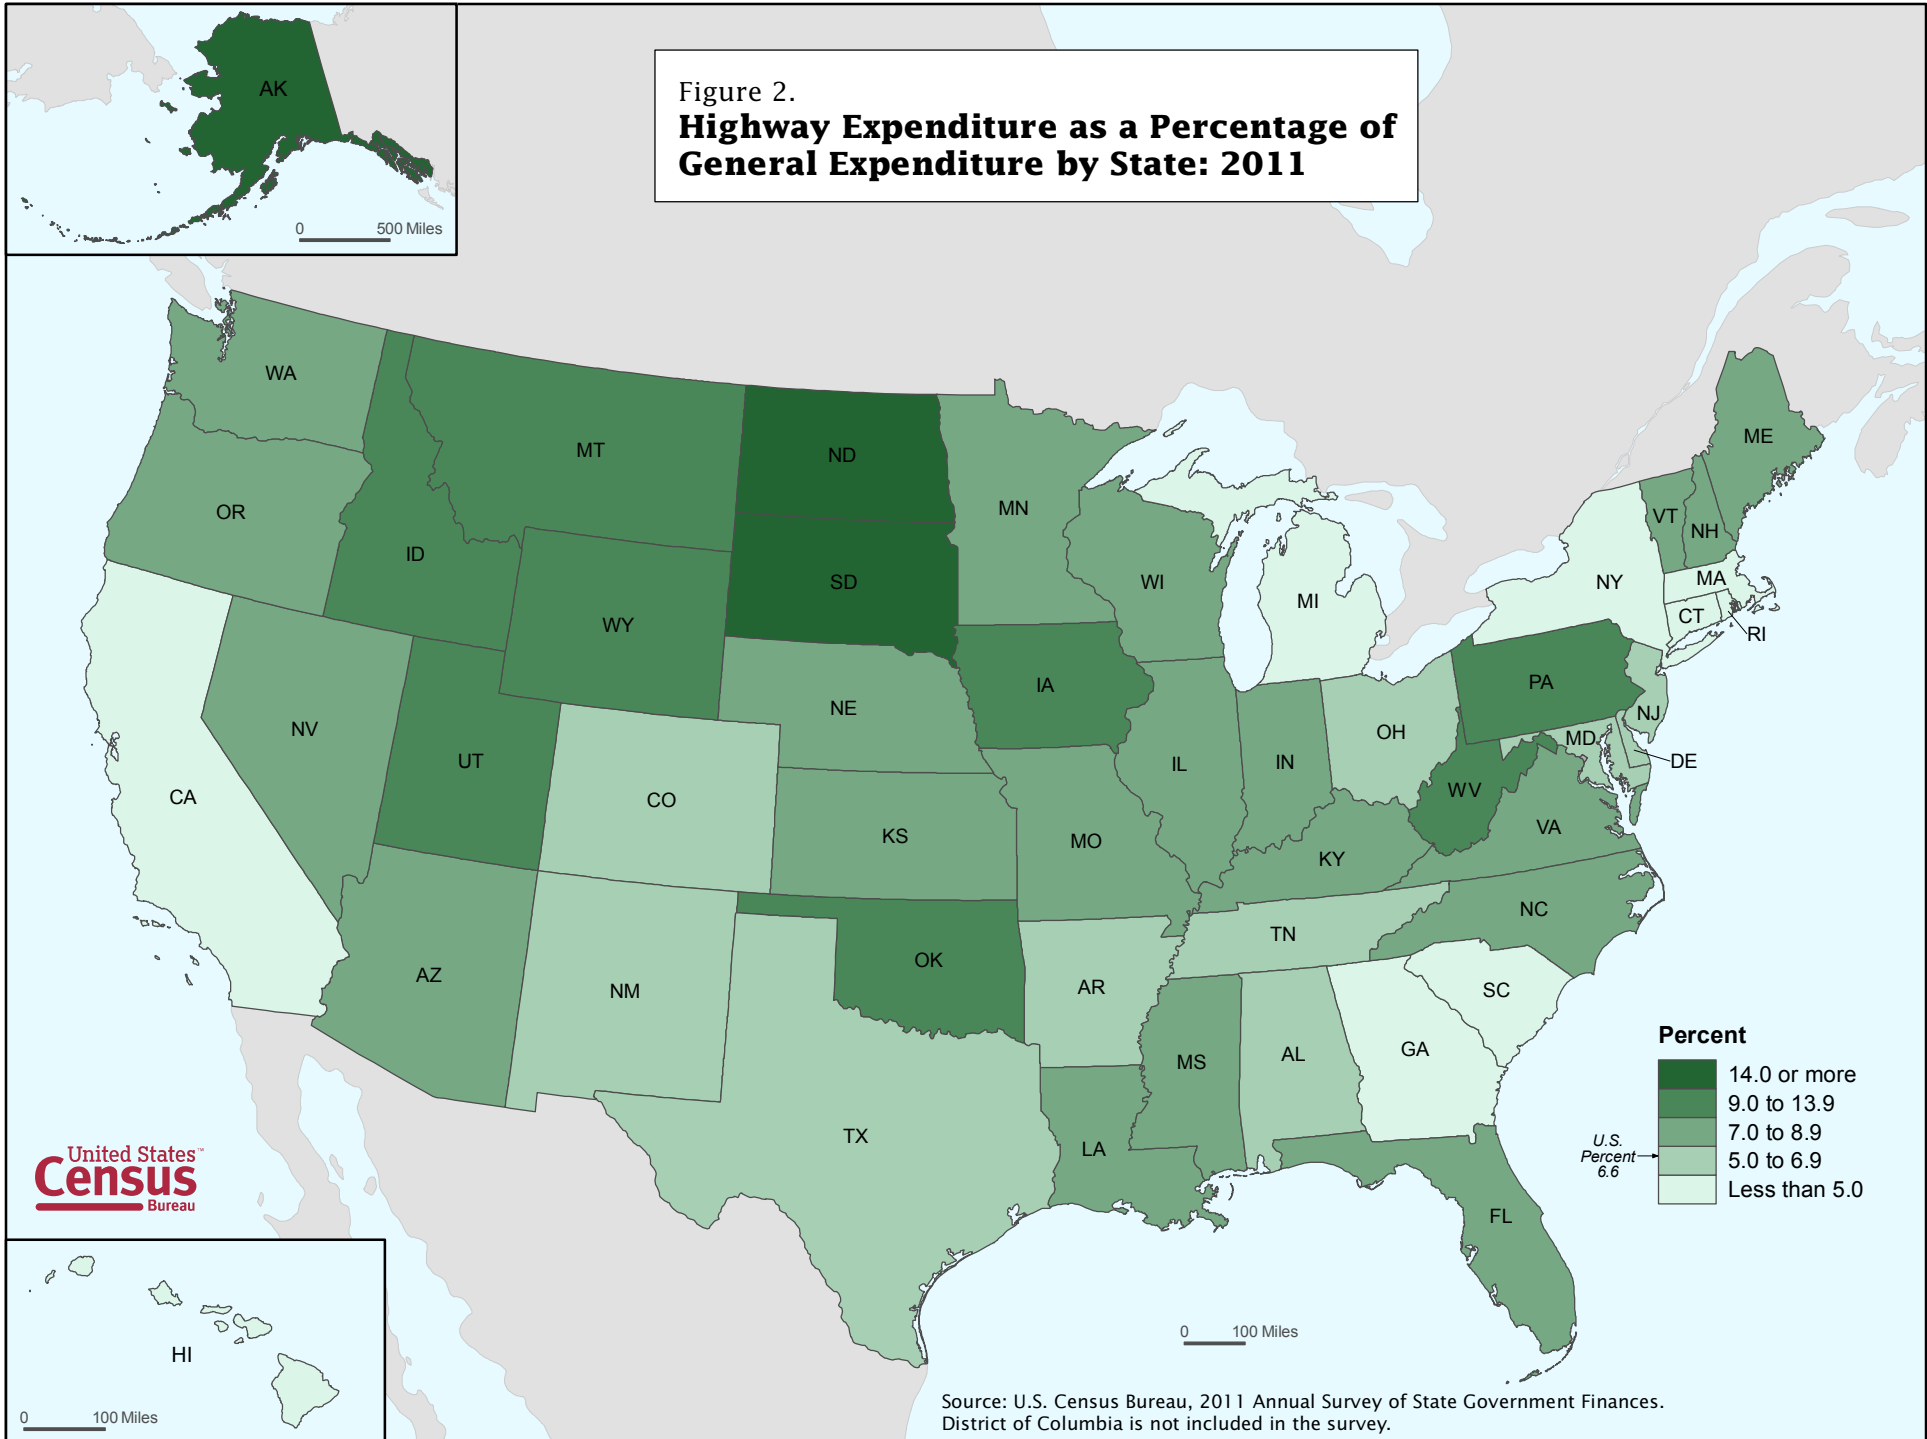 AK
0 500 Miles
Figure 2.
Highway Expenditure as a Percentage of
General Expenditure by State: 2011
WA
MT
ND
MN
ME
OR
ID
SD
WI
VT
NH
WY
MI
NY
MA
CT
RI
NV
UT
NE
IA
PA
NJ
CA
CO
KS
MO
IL
IN
OH
MD
DE
WV
VA
KY
AZ
NM
OK
AR
TN
NC
SC
TX
LA
MS
AL
GA
FL
Percent
14.0 or more
9.0 to 13.9
7.0 to 8.9
5.0 to 6.9
Less than 5.0
U.S.
Percent
6.6
United States™
Census
Bureau
HI
0 100 Miles
0 100 Miles
Source: U.S. Census Bureau, 2011 Annual Survey of State Government Finances.
District of Columbia is not included in the survey.